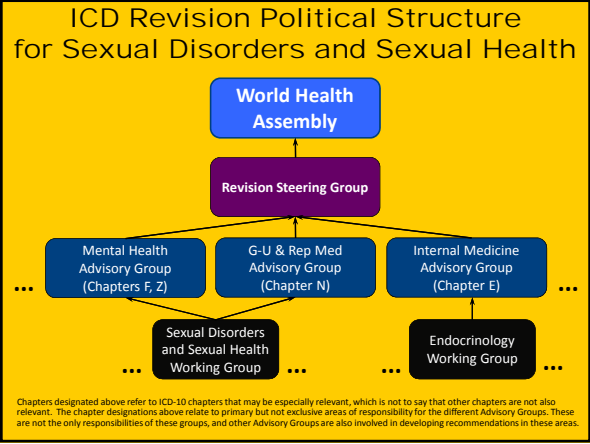 ICD Revision Political Structure
for Sexual Disorders and Sexual Health
World Health
Assembly
Revision Steering Group
Mental Health
Advisory Group
(Chapters F, Z)
G-U & Rep Med
Advisory Group
(Chapter N)
Internal Medicine
Advisory Group
(Chapter E)
...
...
Sexual Disorders
and Sexual Health
Working Group
Endocrinology
Working Group
...
...
...
...
Chapters designated above refer to ICD-10 chapters that may be especially relevant, which is not to say that other chapters are not also
relevant. The chapter designations above relate to primary but not exclusive areas of responsibility for the different Advisory Groups. These
are not the only responsibilities of these groups, and other Advisory Groups are also involved in developing recommendations in these areas.